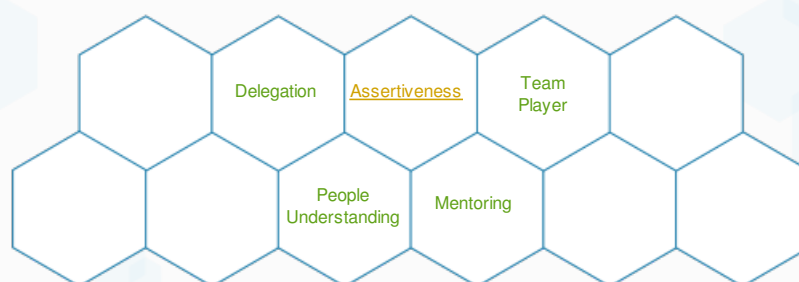 Delegation
Assertiveness
Team
Player
People
Understanding
Mentoring